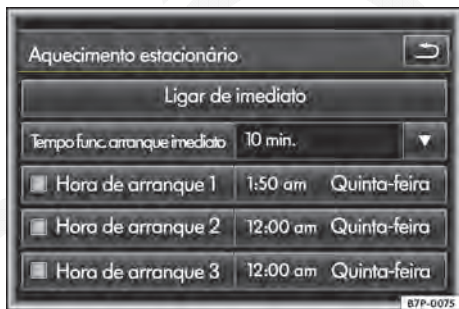 Aquecimento estacionário
Ligar de imediato
Tempo func. arranque imediato 10 min.
Hora de arranque 1 1:50 am Quinta-feira
Hora de arranque 2 12:00 am Quinta-feira
Hora de arranque 3 12:00 am Quinta-feira
B7P-0075